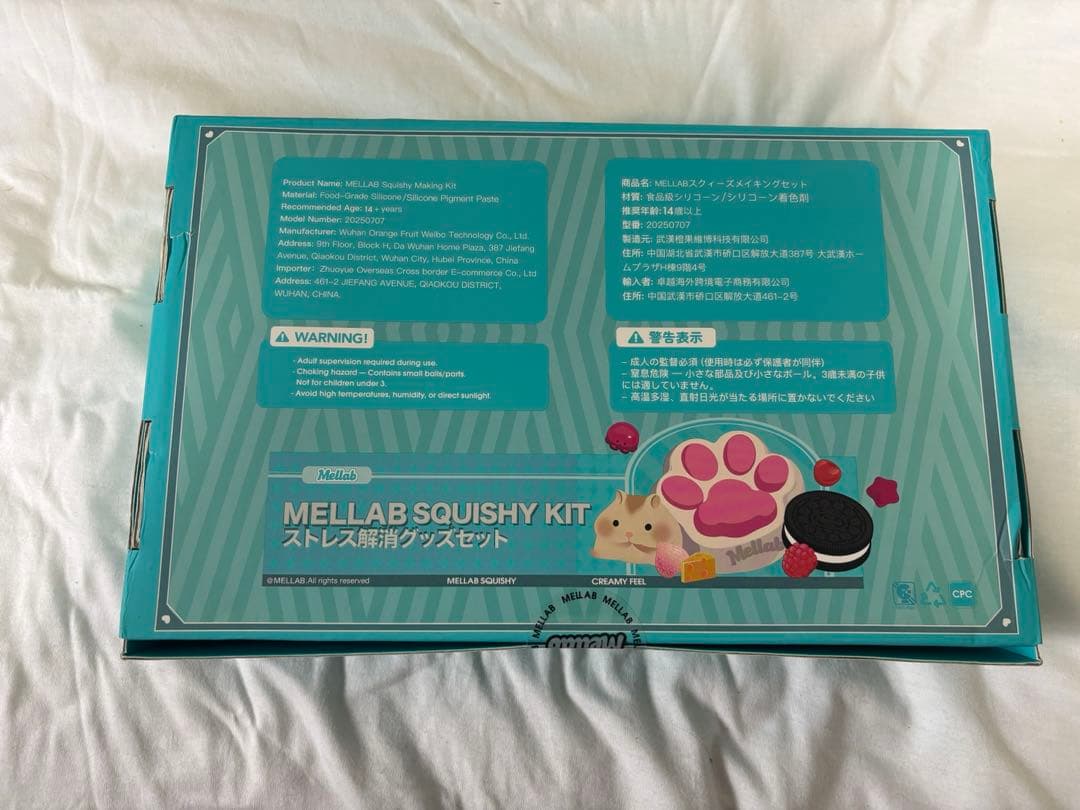 Product Name: MELLAB Squishy Making Kit
Material: Food-Grade Silicone/Silicone Pigment Paste
Recommended Age: 14+years
Model Number: 20250707
Manufacturer: Wuhan Orange Fruit Weibo Technology Co., Ltd.
Address: 9th Floor, Block H, Da Wuhan Home Plaza, 387 Jiefang
Avenue, Qiaokou District, Wuhan City, Hubei Province, China
Importer: Zhuoyue Overseas Cross border E-commerce Co., Ltd
Address: 461-2 JIEFANG AVENUE, QIAOKOU DISTRICT,
WUHAN, CHINA.
商品名: MELLABスクィーズメイキングセット
材質: 食品級シリコーン/シリコーン着色剤
推奨年齢:14歳以上
型番: 20250707
製造元: 武漢橙果維博科技有限公司
住所: 中国湖北省武漢市硚口区解放大道387号 大武漢ホー
ムプラザH棟9階4号
輸入者: 卓越海外跨境電子商務有限公司
住所: 中国武漢市硚口区解放大道461-2号
WARNING!
- Adult supervision required during use.
- Choking hazard — Contains small balls/parts.
Not for children under 3.
- Avoid high temperatures, humidity, or direct sunlight
警告表示
– 成人の監督必須 (使用時は必ず保護者が同伴)
– 窒息危険 — 小さな部品及び小さなボール。3歳未満の子供
には適していません。
– 高温多湿、直射日光が当たる場所に置かないでください
Mellab
MELLAB SQUISHY KIT
ストレス解消グッズセット
Mellab
@MELLAB.All rights reserved
MELLAB SQUISHY
CREAMY FEEL
CPC
MELLAB MELLAB MELLAB ME
Mellab